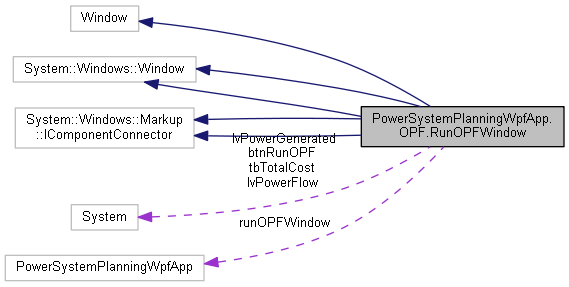 Window
System::Windows::Window
System::Windows::Markup
::IComponentConnector
PowerSystemPlanningWpfApp.
OPF.RunOPFWindow
lvPowerGenerated
btnRunOPF
tbTotalCost
lvPowerFlow
System
runOPFWindow
PowerSystemPlanningWpfApp